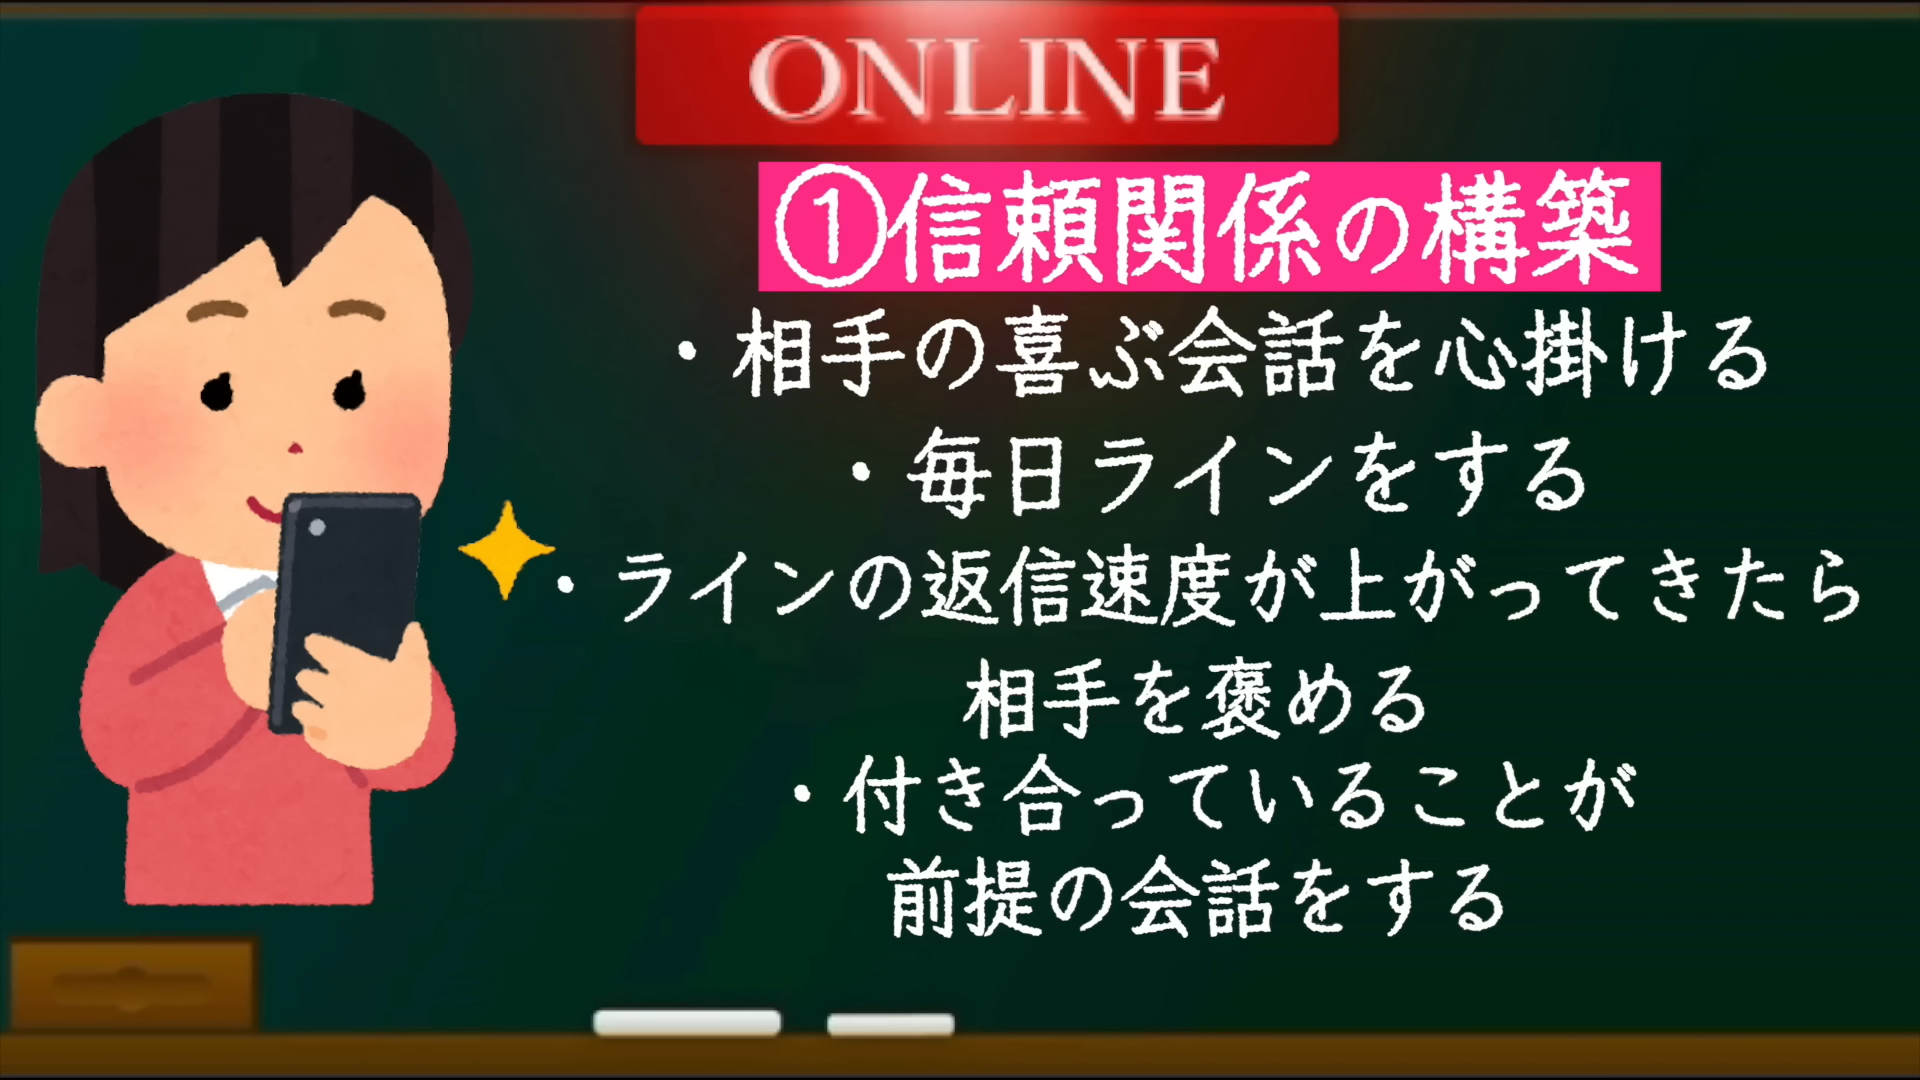 ONLINE
①信頼関係の構築
・相手の喜ぶ会話を心掛ける
・毎日ラインをする
・ラインの返信速度が上がってきたら
相手を褒める
・付き合っていることが
前提の会話をする